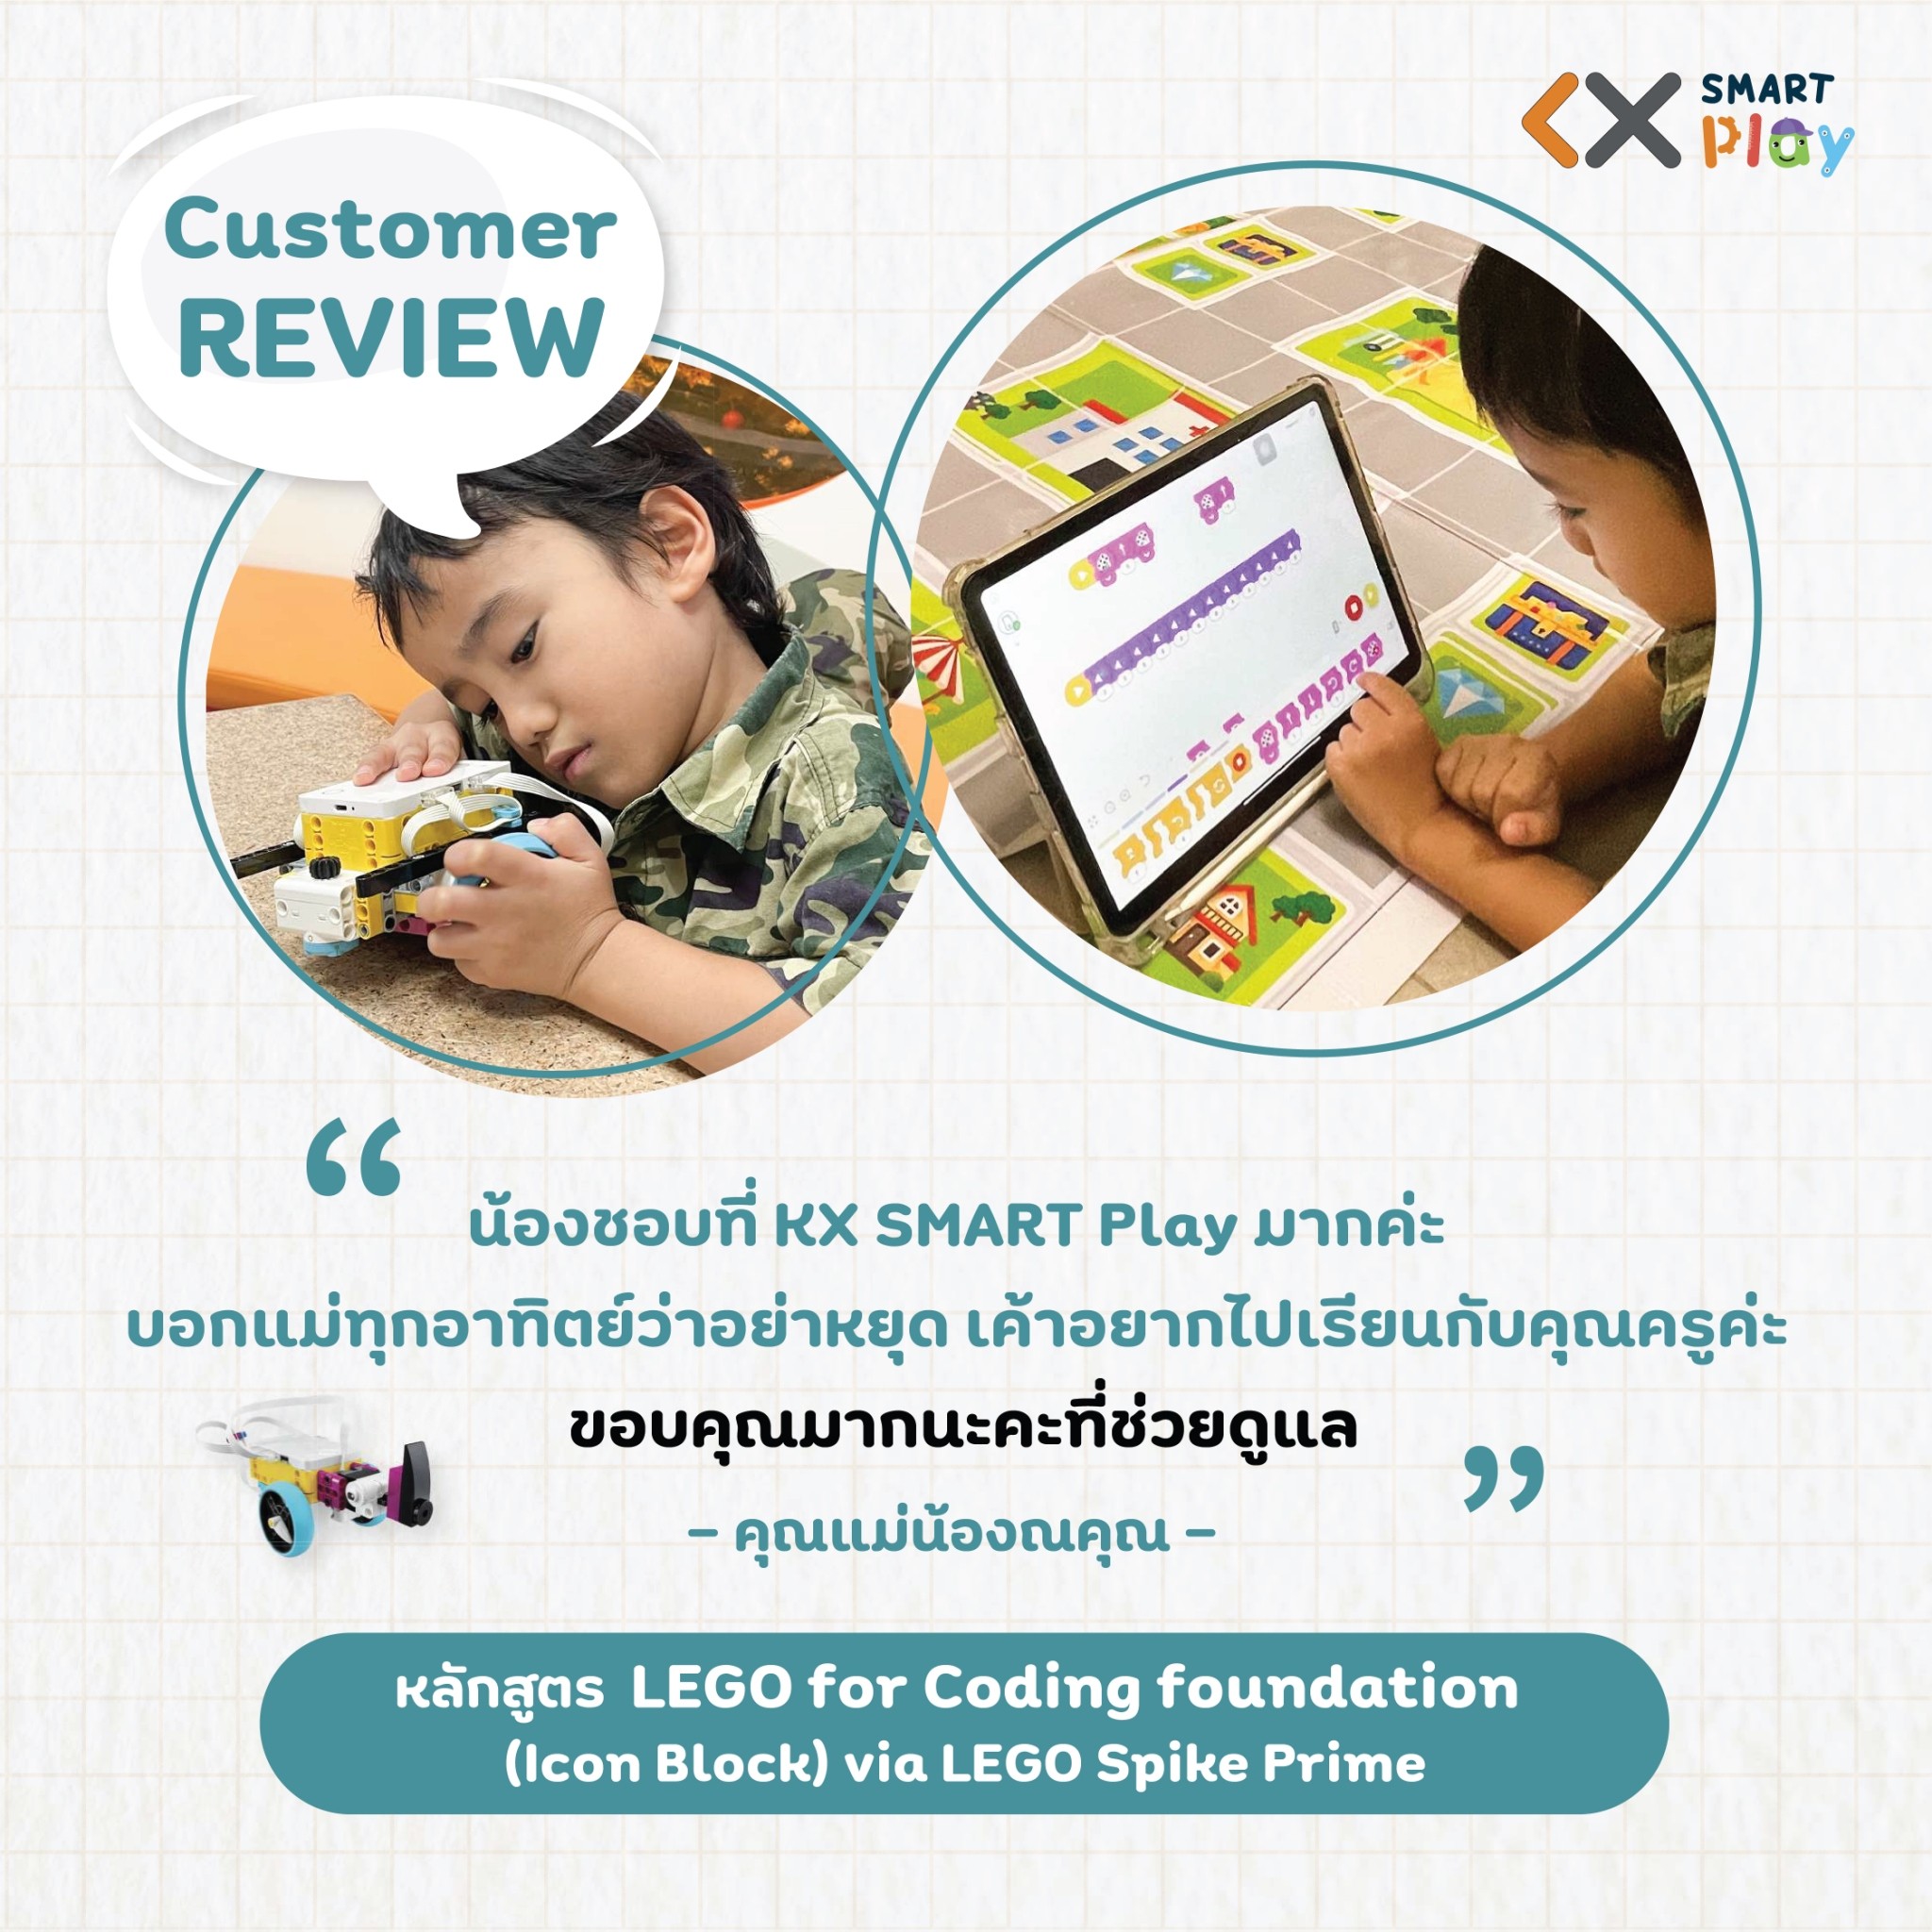 SMART
Play
Customer
REVIEW
“
น้องชอบที่ KX SMART Play มากค่ะ
บอกแม่ทุกอาทิตย์ว่าอย่าหยุด เค้าอยากไปเรียนกับคุณครูค่ะ
ขอบคุณมากนะคะที่ช่วยดูแล
”
– คุณแม่น้องณคุณ –
หลักสูตร LEGO for Coding foundation
(Icon Block) via LEGO Spike Prime